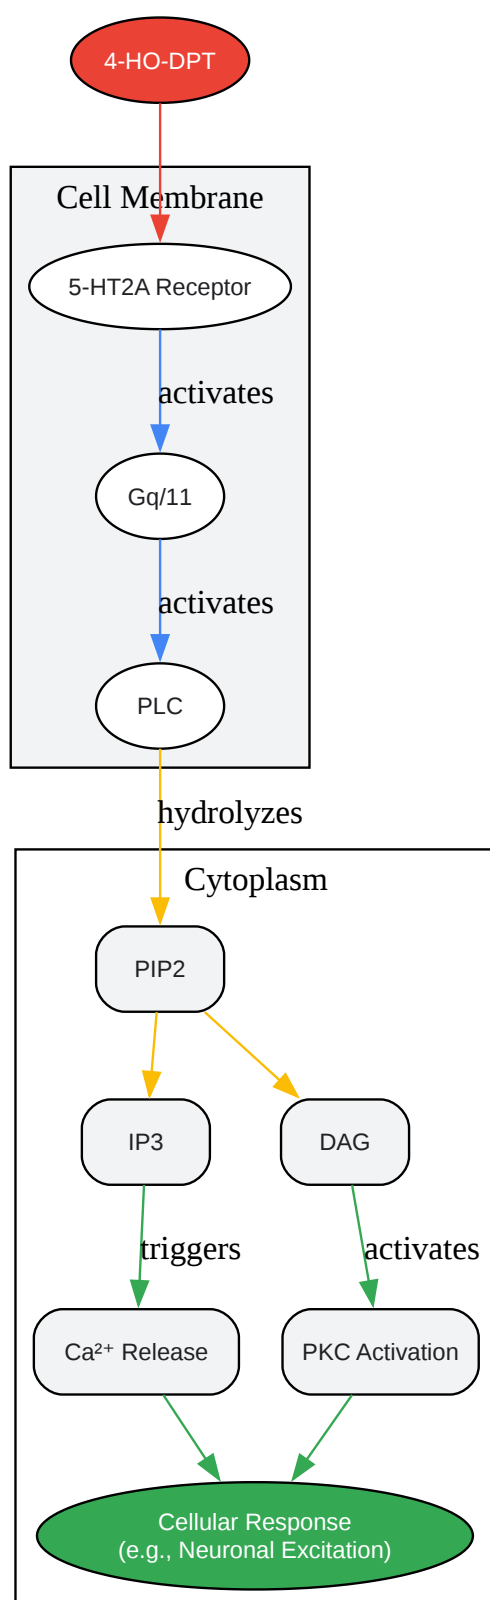 4-HO-DPT
Cell Membrane
5-HT2A Receptor
activates
Gq/11
activates
PLC
hydrolyzes
Cytoplasm
PIP2
IP3
DAG
triggers
activates
Ca²⁺ Release
PKC Activation
Cellular Response
(e.g., Neuronal Excitation)